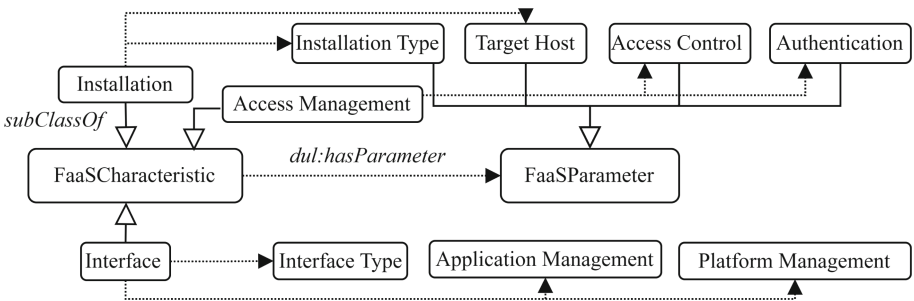 Installation Type
Target Host
Access Control
Authentication
Installation
Access Management
subClassOf
dul:hasParameter
FaaSCharacteristic
FaaSParameter
Interface
Interface Type
Application Management
Platform Management